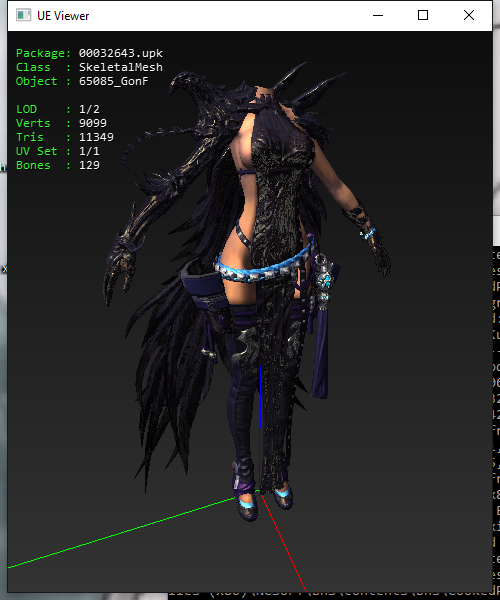 UE Viewer
Package: 00032643.upk
Class  : SkeletalMesh
Object : 65085_GonF
LOD    : 1/2
Verts  : 9099
Tris   : 11349
UV Set : 1/1
Bones  : 129